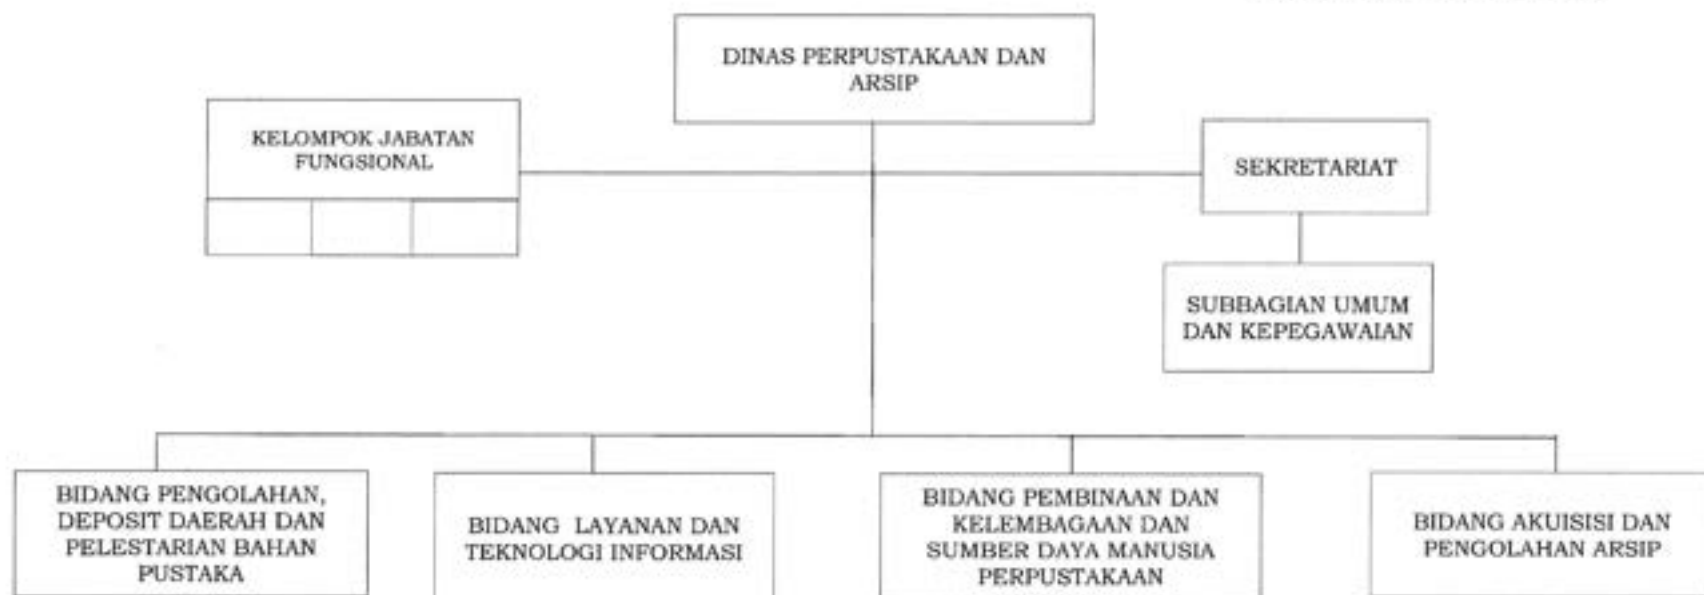 DINAS PERPUSTAKAAN DAN
ARSIP
KELOMPOK JABATAN
FUNGSIONAL
SEKRETARIAT
SUBBAGIAN UMUM
DAN KEPEGAWAIAN
BIDANG PENGOLAHAN,
DEPOSIT DAERAH DAN
PELESTARIAN BAHAN
PUSTAKA
BIDANG LAYANAN DAN
TEKNOLOGI INFORMASI
BIDANG PEMBINAAN DAN
KELEMBAGAAN DAN
SUMBER DAYA MANUSIA
PERPUSTAKAAN
BIDANG AKUISISI DAN
PENGOLAHAN ARSIP